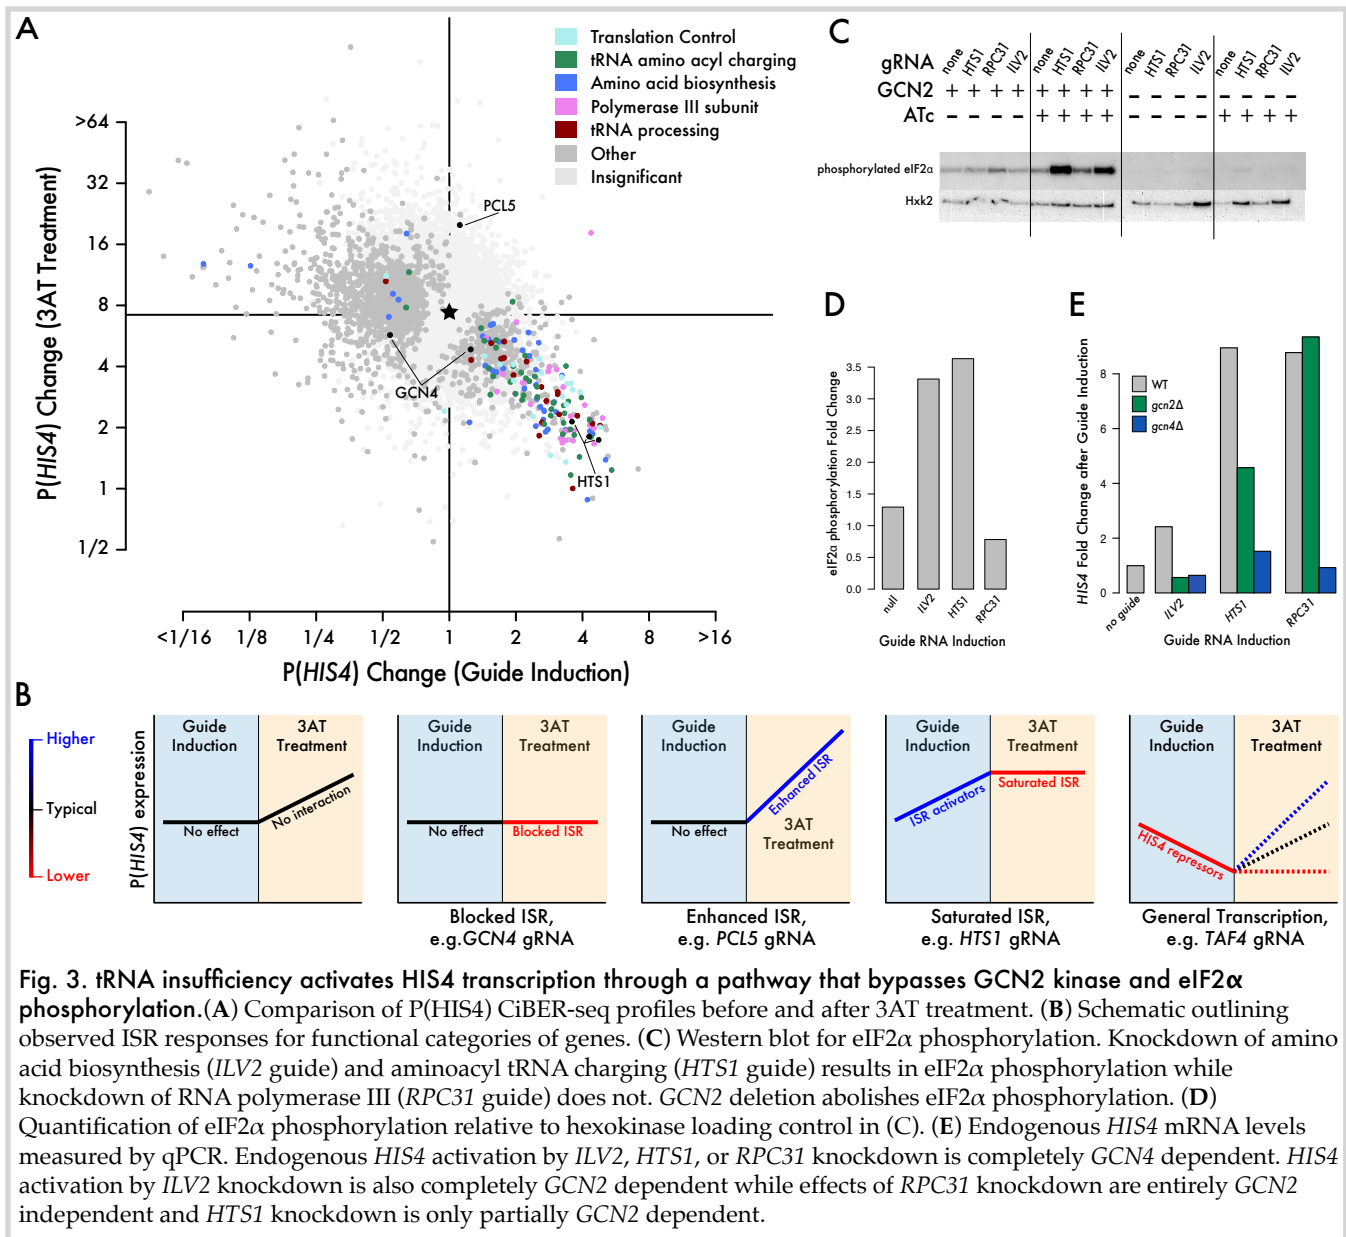 A
Translation Control
tRNA amino acyl charging
Amino acid biosynthesis
Polymerase III subunit
tRNA processing
Other
Insignificant
P(HIS4) Change (3AT Treatment)
>64
32
16
8
4
2
1
1/2
PCL5
GCN4
HTS1
<1/16 1/8 1/4 1/2 1 2 4 8 >16
P(HIS4) Change (Guide Induction)
C
gRNA none HTS1 RPC31 ILV2 none HTS1 RPC31 ILV2 none HTS1 RPC31 ILV2 none HTS1 RPC31 ILV2
GCN2 + + + + + + + + – – – – – – – –
ATc – – – – + + + + – – – – + + + +
phosphorylated eIF2α
Hxk2
D
eIF2α phosphorylation Fold Change
3.5
3.0
2.5
2.0
1.5
1.0
0.5
0.0
null ILV2 HTS1 RPC31
Guide RNA Induction
E
HIS4 Fold Change after Guide Induction
8
6
4
2
0
WT
gcn2Δ
gcn4Δ
no guide ILV2 HTS1 RPC31
Guide RNA Induction
B
Higher
Typical
Lower
P(HIS4) expression
Guide Induction
3AT Treatment
No effect
No interaction
Guide Induction
3AT Treatment
No effect
Blocked ISR
Blocked ISR,
e.g.GCN4 gRNA
Guide Induction
No effect
Enhanced ISR
3AT Treatment
Enhanced ISR,
e.g. PCL5 gRNA
Guide Induction
3AT Treatment
ISR activators
Saturated ISR
Saturated ISR,
e.g. HTS1 gRNA
Guide Induction
3AT Treatment
HIS4 repressors
General Transcription,
e.g. TAF4 gRNA
Fig. 3. tRNA insufficiency activates HIS4 transcription through a pathway that bypasses GCN2 kinase and eIF2α
phosphorylation.(A) Comparison of P(HIS4) CiBER-seq profiles before and after 3AT treatment. (B) Schematic outlining
observed ISR responses for functional categories of genes. (C) Western blot for eIF2α phosphorylation. Knockdown of amino
acid biosynthesis (ILV2 guide) and aminoacyl tRNA charging (HTS1 guide) results in eIF2α phosphorylation while
knockdown of RNA polymerase III (RPC31 guide) does not. GCN2 deletion abolishes eIF2α phosphorylation. (D)
Quantification of eIF2α phosphorylation relative to hexokinase loading control in (C). (E) Endogenous HIS4 mRNA levels
measured by qPCR. Endogenous HIS4 activation by ILV2, HTS1, or RPC31 knockdown is completely GCN4 dependent. HIS4
activation by ILV2 knockdown is also completely GCN2 dependent while effects of RPC31 knockdown are entirely GCN2
independent and HTS1 knockdown is only partially GCN2 dependent.